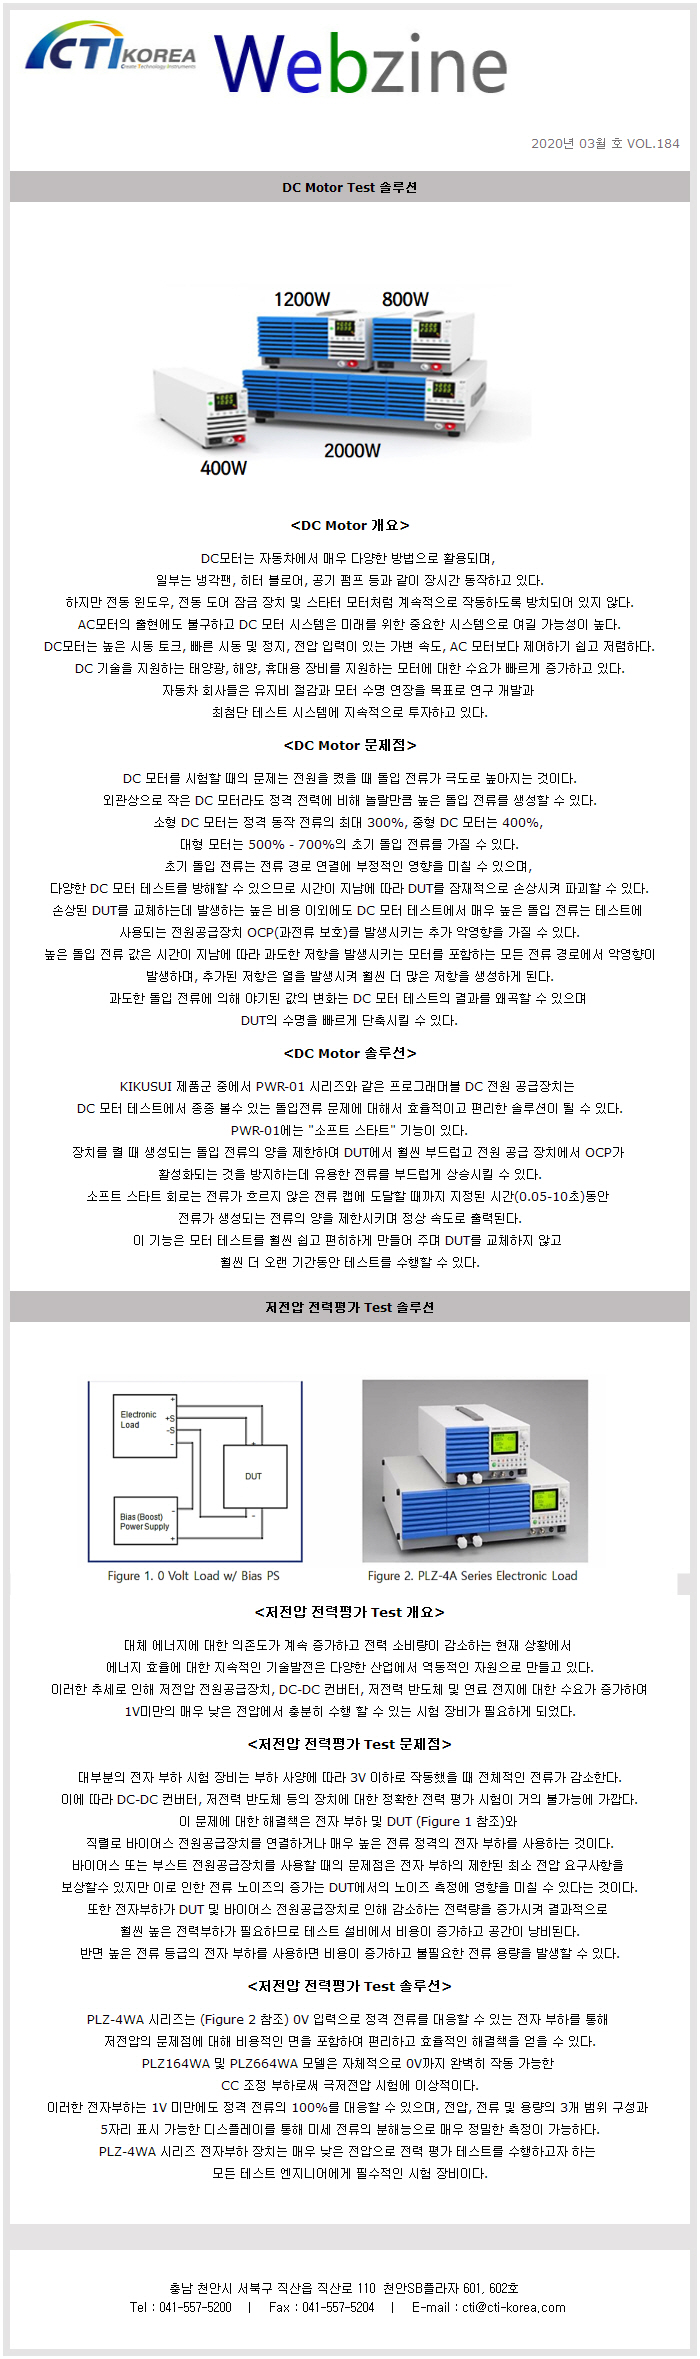 CTI KOREA
Create Technology Instruments
Webzine
2020년 03월 호 VOL.184
DC Motor Test 솔루션
1200W 800W
2000W
400W
<DC Motor 개요>
DC모터는 자동차에서 매우 다양한 방법으로 활용되며,
일부는 냉각팬, 히터 블로어, 공기 펌프 등과 같이 장시간 동작하고 있다.
하지만 전동 윈도우, 전동 도어 잠금 장치 및 스타터 모터처럼 계속적으로 작동하도록 방치되어 있지 않다.
AC모터의 출현에도 불구하고 DC 모터 시스템은 미래를 위한 중요한 시스템으로 여길 가능성이 높다.
DC모터는 높은 시동 토크, 빠른 시동 및 정지, 전압 입력이 있는 가변 속도, AC 모터보다 제어하기 쉽고 저렴하다.
DC 기술을 지원하는 태양광, 해양, 휴대용 장비를 지원하는 모터에 대한 수요가 빠르게 증가하고 있다.
자동차 회사들은 유지비 절감과 모터 수명 연장을 목표로 연구 개발과
최첨단 테스트 시스템에 지속적으로 투자하고 있다.
<DC Motor 문제점>
DC 모터를 시험할 때의 문제는 전원을 켰을 때 돌입 전류가 극도로 높아지는 것이다.
외관상으로 작은 DC 모터라도 정격 전력에 비해 놀랄만큼 높은 돌입 전류를 생성할 수 있다.
소형 DC 모터는 정격 동작 전류의 최대 300%, 중형 DC 모터는 400%,
대형 모터는 500% - 700%의 초기 돌입 전류를 가질 수 있다.
초기 돌입 전류는 전류 경로 연결에 부정적인 영향을 미칠 수 있으며,
다양한 DC 모터 테스트를 방해할 수 있으므로 시간이 지남에 따라 DUT를 잠재적으로 손상시켜 파괴할 수 있다.
손상된 DUT를 교체하는데 발생하는 높은 비용 이외에도 DC 모터 테스트에서 매우 높은 돌입 전류는 테스트에
사용되는 전원공급장치 OCP(과전류 보호)를 발생시키는 추가 악영향을 가질 수 있다.
높은 돌입 전류 값은 시간이 지남에 따라 과도한 저항을 발생시키는 모터를 포함하는 모든 전류 경로에서 악영향이
발생하며, 추가된 저항은 열을 발생시켜 훨씬 더 많은 저항을 생성하게 된다.
과도한 돌입 전류에 의해 야기된 값의 변화는 DC 모터 테스트의 결과를 왜곡할 수 있으며
DUT의 수명을 빠르게 단축시킬 수 있다.
<DC Motor 솔루션>
KIKUSUI 제품군 중에서 PWR-01 시리즈와 같은 프로그래머블 DC 전원 공급장치는
DC 모터 테스트에서 종종 볼수 있는 돌입전류 문제에 대해서 효율적이고 편리한 솔루션이 될 수 있다.
PWR-01에는 "소프트 스타트" 기능이 있다.
장치를 켤 때 생성되는 돌입 전류의 양을 제한하여 DUT에서 훨씬 부드럽고 전원 공급 장치에서 OCP가
활성화되는 것을 방지하는데 유용한 전류를 부드럽게 상승시킬 수 있다.
소프트 스타트 회로는 전류가 흐르지 않은 전류 캡에 도달할 때까지 지정된 시간(0.05-10초)동안
전류가 생성되는 전류의 양을 제한시키며 정상 속도로 출력된다.
이 기능은 모터 테스트를 훨씬 쉽고 편히하게 만들어 주며 DUT를 교체하지 않고
훨씬 더 오랜 기간동안 테스트를 수행할 수 있다.
저전압 전력평가 Test 솔루션
Electronic
Load
+
+S
-S
-
DUT
+
-
Bias (Boost)
Power Supply
-
+
Figure 1. 0 Volt Load w/ Bias PS
Figure 2. PLZ-4A Series Electronic Load
<저전압 전력평가 Test 개요>
대체 에너지에 대한 의존도가 계속 증가하고 전력 소비량이 감소하는 현재 상황에서
에너지 효율에 대한 지속적인 기술발전은 다양한 산업에서 역동적인 자원으로 만들고 있다.
이러한 추세로 인해 저전압 전원공급장치, DC-DC 컨버터, 저전력 반도체 및 연료 전지에 대한 수요가 증가하여
1V미만의 매우 낮은 전압에서 충분히 수행 할 수 있는 시험 장비가 필요하게 되었다.
<저전압 전력평가 Test 문제점>
대부분의 전자 부하 시험 장비는 부하 사양에 따라 3V 이하로 작동했을 때 전체적인 전류가 감소한다.
이에 따라 DC-DC 컨버터, 저전력 반도체 등의 장치에 대한 정확한 전력 평가 시험이 거의 불가능에 가깝다.
이 문제에 대한 해결책은 전자 부하 및 DUT (Figure 1 참조)와
직렬로 바이어스 전원공급장치를 연결하거나 매우 높은 전류 정격의 전자 부하를 사용하는 것이다.
바이어스 또는 부스트 전원공급장치를 사용할 때의 문제점은 전자 부하의 제한된 최소 전압 요구사항을
보상할수 있지만 이로 인한 전류 노이즈의 증가는 DUT에서의 노이즈 측정에 영향을 미칠 수 있다는 것이다.
또한 전자부하가 DUT 및 바이어스 전원공급장치로 인해 감소하는 전력량을 증가시켜 결과적으로
훨씬 높은 전력부하가 필요하므로 테스트 설비에서 비용이 증가하고 공간이 낭비된다.
반면 높은 전류 등급의 전자 부하를 사용하면 비용이 증가하고 불필요한 전류 용량을 발생할 수 있다.
<저전압 전력평가 Test 솔루션>
PLZ-4WA 시리즈는 (Figure 2 참조) 0V 입력으로 정격 전류를 대응할 수 있는 전자 부하를 통해
저전압의 문제점에 대해 비용적인 면을 포함하여 편리하고 효율적인 해결책을 얻을 수 있다.
PLZ164WA 및 PLZ664WA 모델은 자체적으로 0V까지 완벽히 작동 가능한
CC 조정 부하로써 극저전압 시험에 이상적이다.
이러한 전자부하는 1V 미만에도 정격 전류의 100%를 대응할 수 있으며, 전압, 전류 및 용량의 3개 범위 구성과
5자리 표시 가능한 디스플레이를 통해 미세 전류의 분해능으로 매우 정밀한 측정이 가능하다.
PLZ-4WA 시리즈 전자부하 장치는 매우 낮은 전압으로 전력 평가 테스트를 수행하고자 하는
모든 테스트 엔지니어에게 필수적인 시험 장비이다.
충남 천안시 서북구 직산읍 직산로 110 천안SB플라자 601, 602호
Tel : 041-557-5200 | Fax : 041-557-5204 | E-mail : cti@cti-korea.com